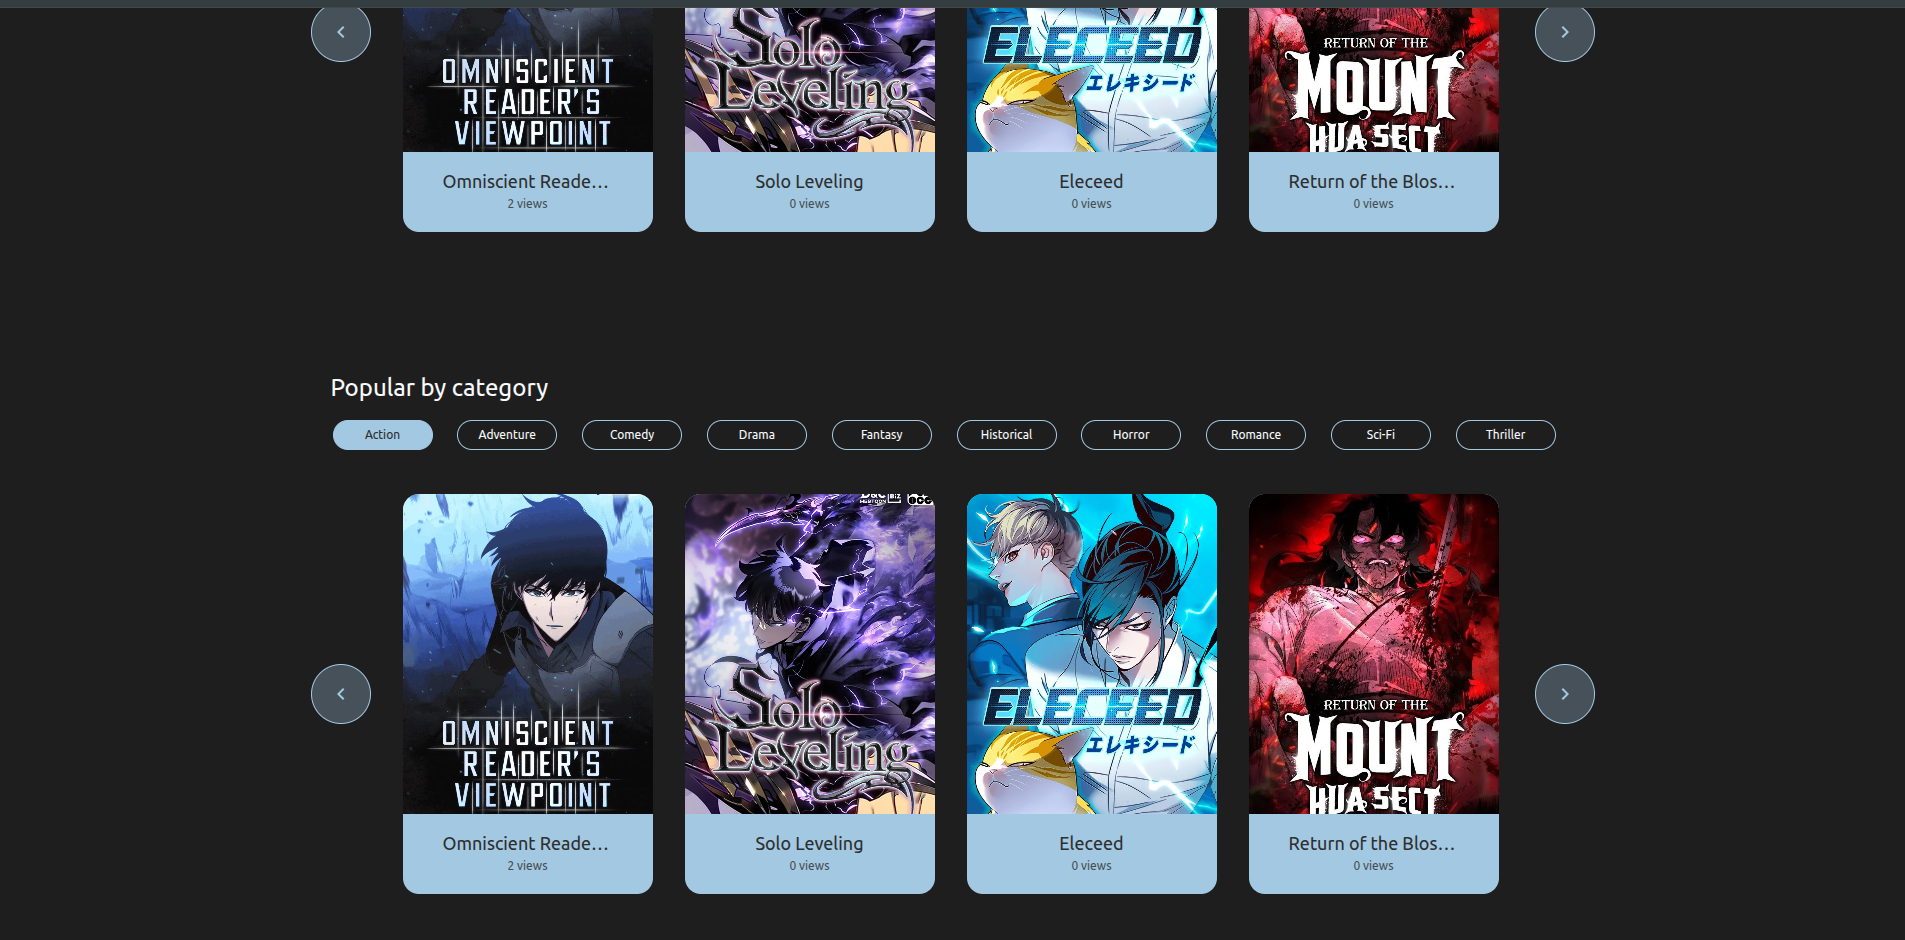 OMNISCIENT
READER'S
VIEWPOINT
Solo
Leveling
ELECEED
エレキシード
RETURN OF THE
MOUNT
HUA SECT
Omniscient Reade...
2 views
Solo Leveling
0 views
Eleceed
0 views
Return of the Blos...
0 views
Popular by category
Action
Adventure
Comedy
Drama
Fantasy
Historical
Horror
Romance
Sci-Fi
Thriller
OMNISCIENT
READER'S
VIEWPOINT
Solo
Leveling
ELECEED
エレキシード
RETURN OF THE
MOUNT
HUA SECT
Omniscient Reade...
2 views
Solo Leveling
0 views
Eleceed
0 views
Return of the Blos...
0 views